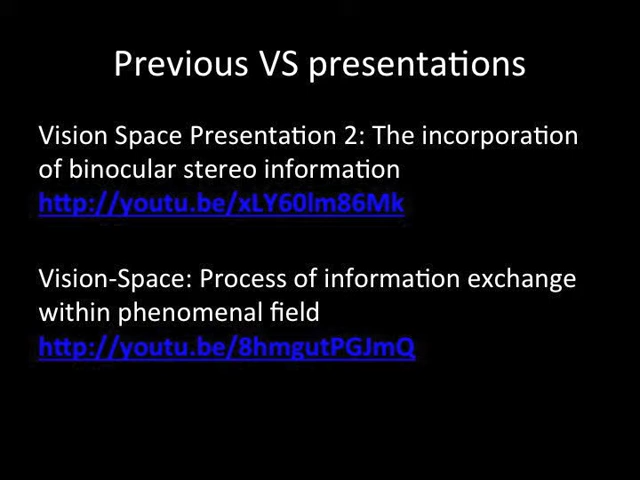 Previous VS presentations
Vision Space Presentation 2: The incorporation
of binocular stereo information
http://youtu.be/xLY60lm86Mk
Vision-Space: Process of information exchange
within phenomenal field
http://youtu.be/8hmgutPGJmQ